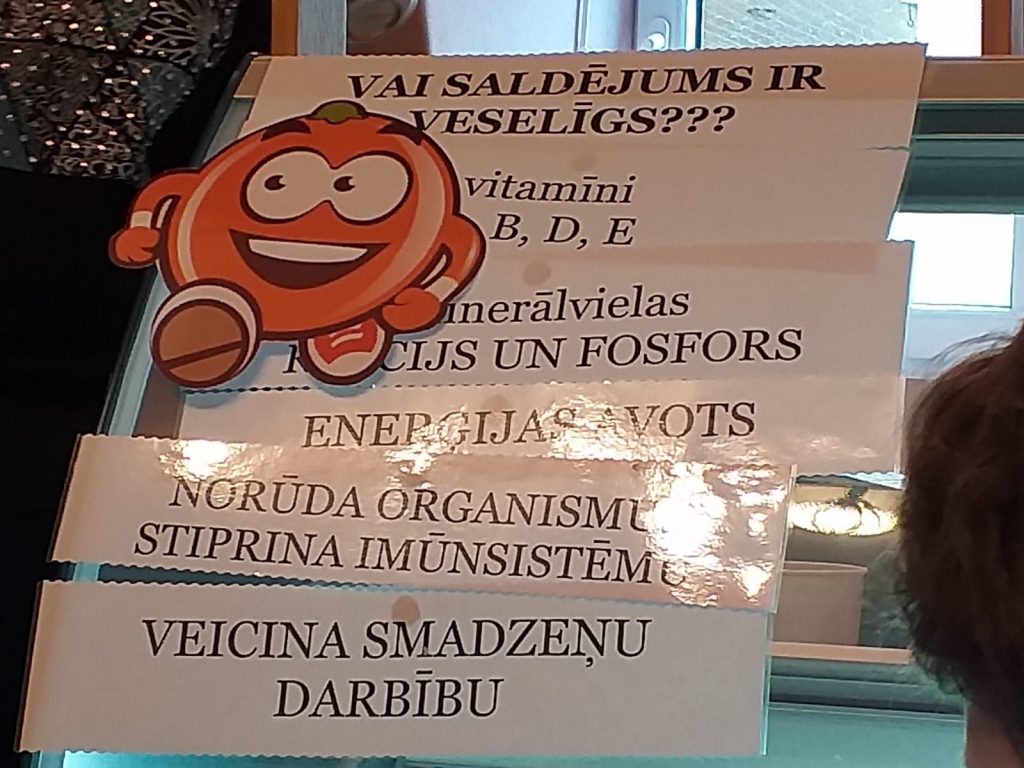 VAI SALDĒJUMS IR
VESELĪGS???
vitamīni
B, D, E
UN FOSFORS
ENERĢIJAS AVOTS
NORŪDA ORGANISMU
STIPRINA IMŪNSISTĒMU
VEICINA SMADZEŅU
DARBĪBU